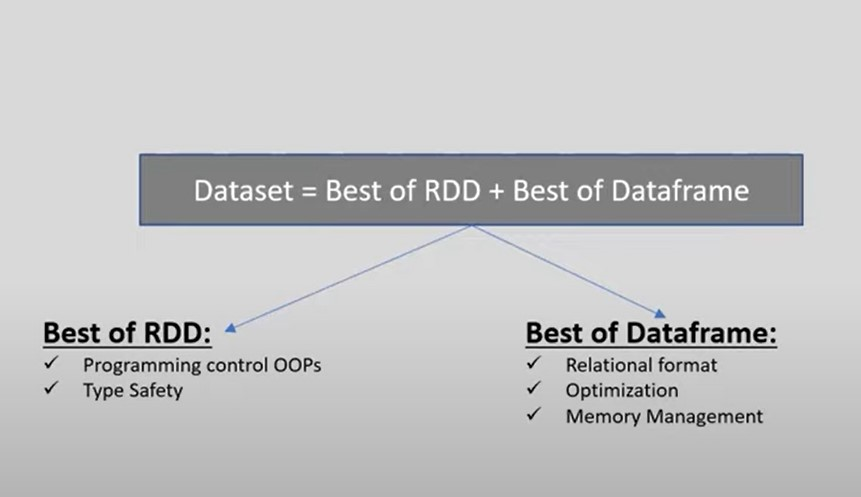 Dataset = Best of RDD + Best of Dataframe
Best of RDD:
✓ Programming control OOPs
✓ Type Safety
Best of Dataframe:
✓ Relational format
✓ Optimization
✓ Memory Management